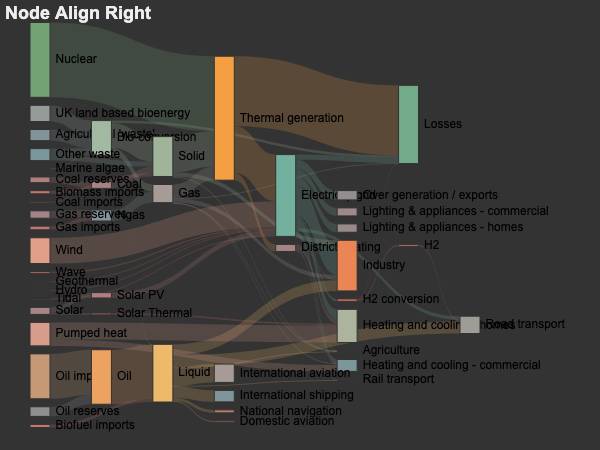 Node Align Right
Nuclear
UK land based bioenergy
Agricultural 'waste'
Bio-conversion
Other waste
Solid
Marine algae
Coal reserves
Coal
Biomass imports
Gas
Coal imports
Gas reserves
Ngas
Gas imports
Wind
Wave
Geothermal
Hydro
Tidal
Solar PV
Solar
Solar Thermal
Pumped heat
Oil imports
Oil
Liquid
Oil reserves
Biofuel imports
Thermal generation
Losses
Electricity grid
Over generation / exports
Lighting & appliances - commercial
Lighting & appliances - homes
District heating
H2
Industry
H2 conversion
Heating and cooling - homes
Road transport
Agriculture
Heating and cooling - commercial
International aviation
Rail transport
International shipping
National navigation
Domestic aviation